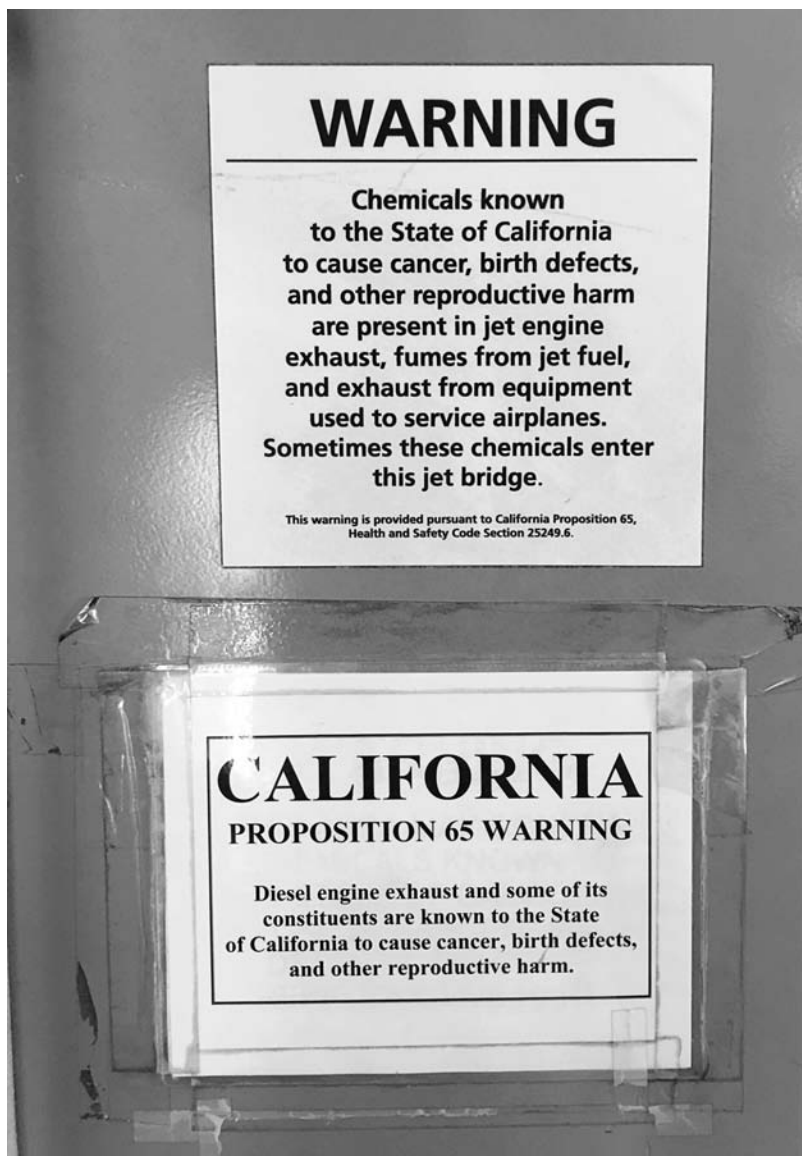 WARNING
Chemicals known
to the State of California
to cause cancer, birth defects,
and other reproductive harm
are present in jet engine
exhaust, fumes from jet fuel,
and exhaust from equipment
used to service airplanes.
Sometimes these chemicals enter
this jet bridge.
This warning is provided pursuant to California Proposition 65,
Health and Safety Code Section 25249.6.
CALIFORNIA
PROPOSITION 65 WARNING
Diesel engine exhaust and some of its
constituents are known to the State
of California to cause cancer, birth defects,
and other reproductive harm.